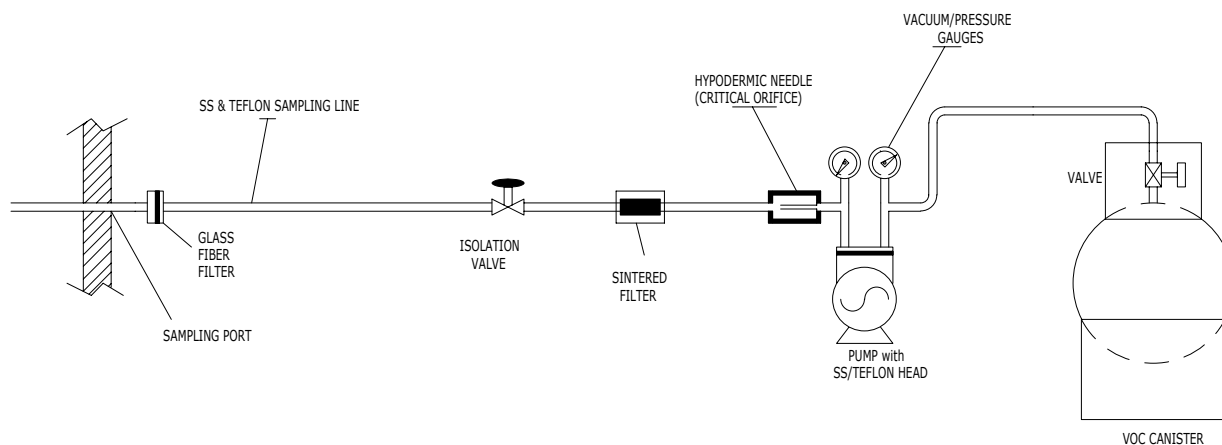 VACUUM/PRESSURE
GAUGES
HYPODERMIC NEEDLE
(CRITICAL ORIFICE)
SS & TEFLON SAMPLING LINE
VALVE
GLASS
FIBER
FILTER
ISOLATION
VALVE
SINTERED
FILTER
SAMPLING PORT
PUMP with
SS/TEFLON HEAD
VOC CANISTER